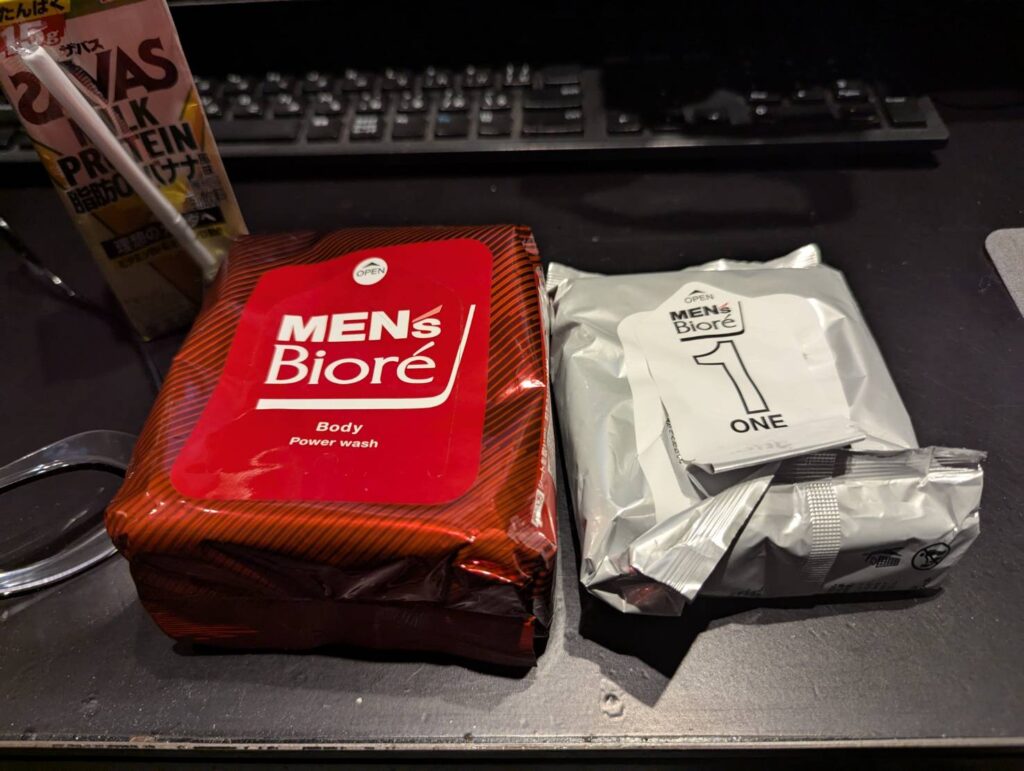 たんぱく
15g
ザバス
SAVAS
MILK
PROTEIN
脂肪0
バナナ
OPEN
MEN's
Bioré
Body
Power wash
OPEN
MEN's
Bioré
1
ONE